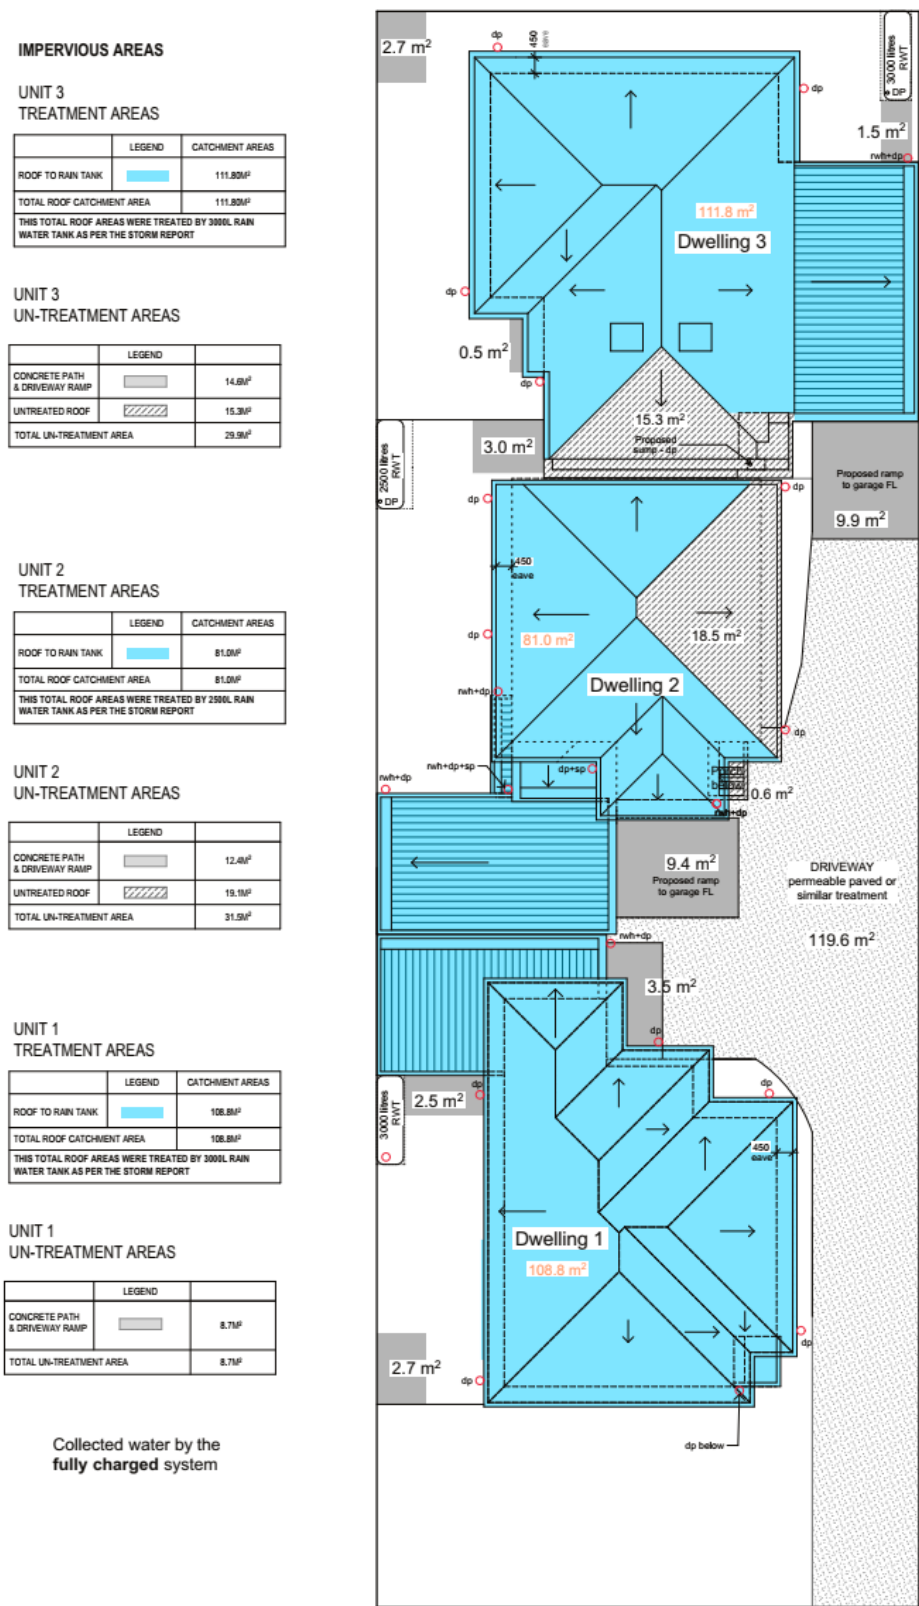 IMPERVIOUS AREAS
UNIT 3
TREATMENT AREAS
LEGEND CATCHMENT AREAS
ROOF TO RAIN TANK 111.80M²
TOTAL ROOF CATCHMENT AREA 111.80M²
THIS TOTAL ROOF AREAS WERE TREATED BY 3000L RAIN
WATER TANK AS PER THE STORM REPORT
UNIT 3
UN-TREATMENT AREAS
LEGEND
CONCRETE PATH
& DRIVEWAY RAMP 14.6M²
UNTREATED ROOF 15.3M²
TOTAL UN-TREATMENT AREA 29.9M²
UNIT 2
TREATMENT AREAS
LEGEND CATCHMENT AREAS
ROOF TO RAIN TANK 81.0M²
TOTAL ROOF CATCHMENT AREA 81.0M²
THIS TOTAL ROOF AREAS WERE TREATED BY 2500L RAIN
WATER TANK AS PER THE STORM REPORT
UNIT 2
UN-TREATMENT AREAS
LEGEND
CONCRETE PATH
& DRIVEWAY RAMP 12.4M²
UNTREATED ROOF 19.1M²
TOTAL UN-TREATMENT AREA 31.5M²
UNIT 1
TREATMENT AREAS
LEGEND CATCHMENT AREAS
ROOF TO RAIN TANK 108.8M²
TOTAL ROOF CATCHMENT AREA 108.8M²
THIS TOTAL ROOF AREAS WERE TREATED BY 3000L RAIN
WATER TANK AS PER THE STORM REPORT
UNIT 1
UN-TREATMENT AREAS
LEGEND
CONCRETE PATH
& DRIVEWAY RAMP 8.7M²
TOTAL UN-TREATMENT AREA 8.7M²
Collected water by the
fully charged system
2.7 m²
dp
450
3000 litres
RWT
DP
dp
1.5 m²
rwh+dp
111.8 m²
Dwelling 3
dp
0.5 m²
dp
15.3 m²
Proposed
sump - dp
3.0 m²
2500 litres
RWT
DP
Proposed ramp
to garage FL
9.9 m²
dp
dp
450
eave
dp
81.0 m²
18.5 m²
Dwelling 2
rwh+dp
dp
rwh+dp+sp
dp+sp
rwh+dp
0.6 m²
rwh+dp
9.4 m²
Proposed ramp
to garage FL
DRIVEWAY
permeable paved or
similar treatment
119.6 m²
rwh+dp
3.5 m²
dp
dp
dp
2.5 m²
3000 litres
RWT
450
eave
Dwelling 1
108.8 m²
dp
2.7 m²
dp
dp below